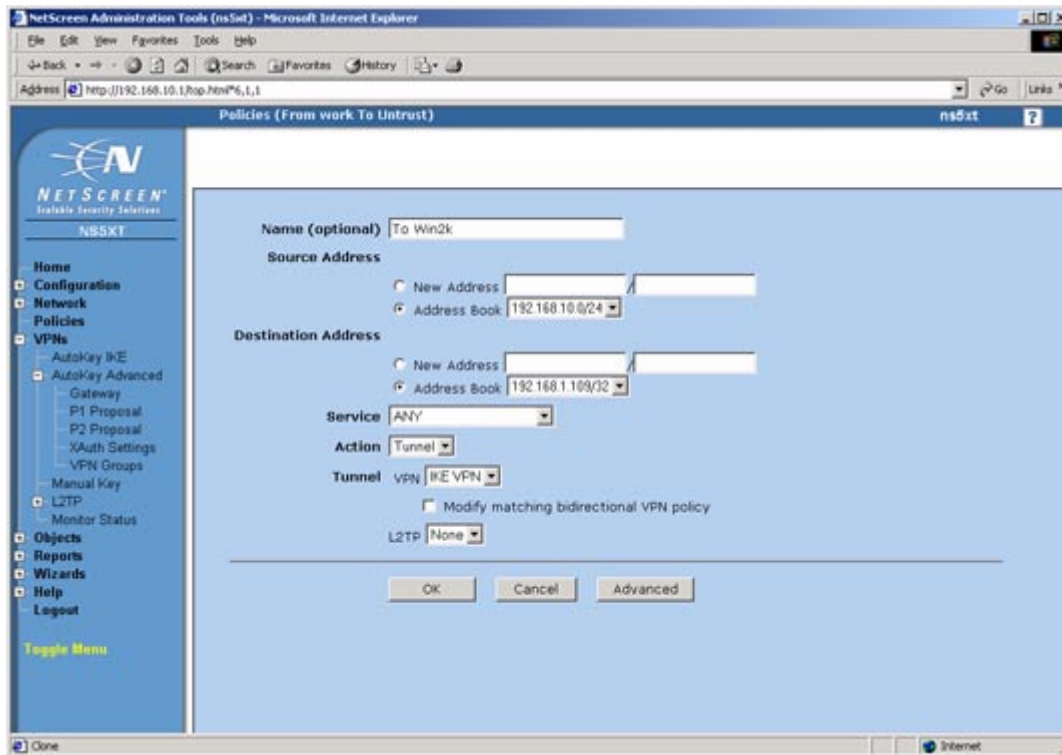 NetScreen Administration Tools (ns5xt) - Microsoft Internet Explorer
File Edit View Favorites Tools Help
Back Search Favorites History
Address http://192.168.10.1/top.html*6,1,1 Go Links
Policies (From work To Untrust) ns5xt ?
N
NETSCREEN
Scalable Security Solutions
NS5XT
Home
Configuration
Network
Policies
VPNs
AutoKey IKE
AutoKey Advanced
Gateway
P1 Proposal
P2 Proposal
XAuth Settings
VPN Groups
Manual Key
L2TP
Monitor Status
Objects
Reports
Wizards
Help
Logout
Toggle Menu
Name (optional) To Win2k
Source Address
New Address /
Address Book 192.168.10.0/24
Destination Address
New Address /
Address Book 192.168.1.109/32
Service ANY
Action Tunnel
Tunnel VPN IKE VPN
Modify matching bidirectional VPN policy
L2TP None
OK Cancel Advanced
Clone Internet